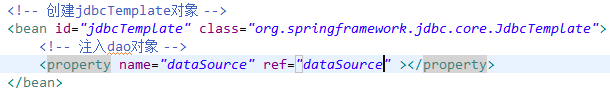 <!-- 创建jdbcTemplate对象 -->
<bean id="jdbcTemplate" class="org.springframework.jdbc.core.JdbcTemplate">
<!-- 注入dao对象 -->
<property name="dataSource" ref="dataSource" ></property>
</bean>